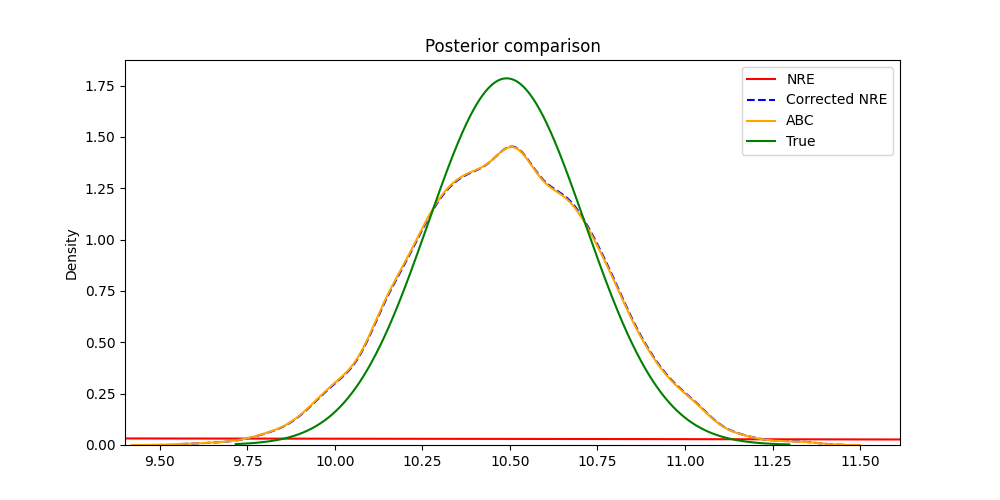 Posterior comparison
NRE
Corrected NRE
ABC
True
Density
1.75
1.50
1.25
1.00
0.75
0.50
0.25
0.00
9.50 9.75 10.00 10.25 10.50 10.75 11.00 11.25 11.50